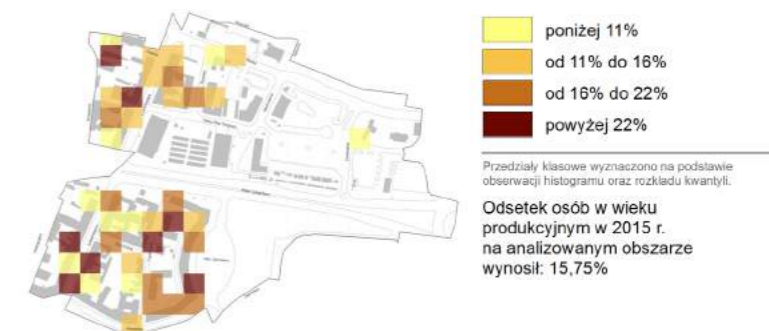 poniżej 11%
od 11% do 16%
od 16% do 22%
powyżej 22%
Przedziały klasowe wyznaczono na podstawie
obserwacji histogramu oraz rozkładu kwantyli.
Odsetek osób w wieku
produkcyjnym w 2015 r.
na analizowanym obszarze
wynosił: 15,75%